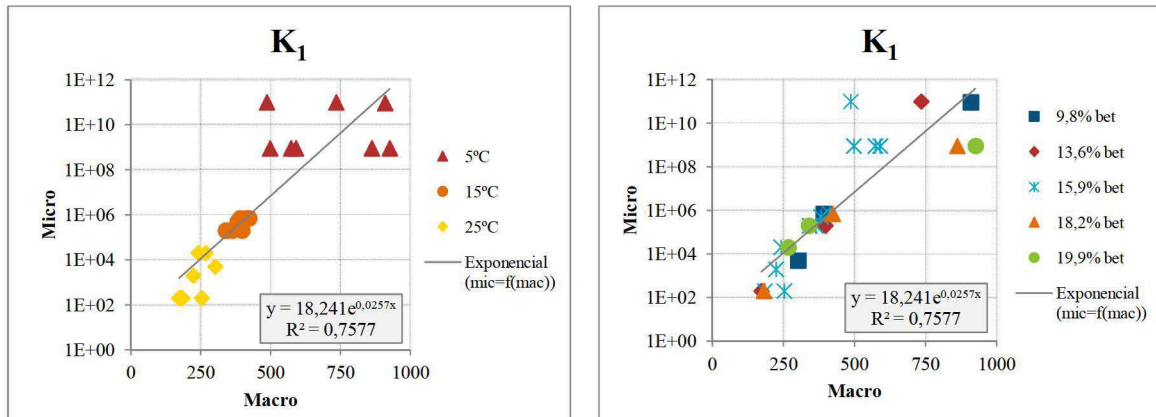 K₁
1E+12
1E+10
1E+08
1E+06
1E+04
1E+02
1E+00
Micro
0 250 500 750 1000
Macro
5ºC
15ºC
25ºC
Exponencial
(mic=f(mac))
y = 18,241e^0,0257x
R² = 0,7577
K₁
1E+12
1E+10
1E+08
1E+06
1E+04
1E+02
1E+00
Micro
0 250 500 750 1000
Macro
9,8% bet
13,6% bet
15,9% bet
18,2% bet
19,9% bet
Exponencial
(mic=f(mac))
y = 18,241e^0,0257x
R² = 0,7577